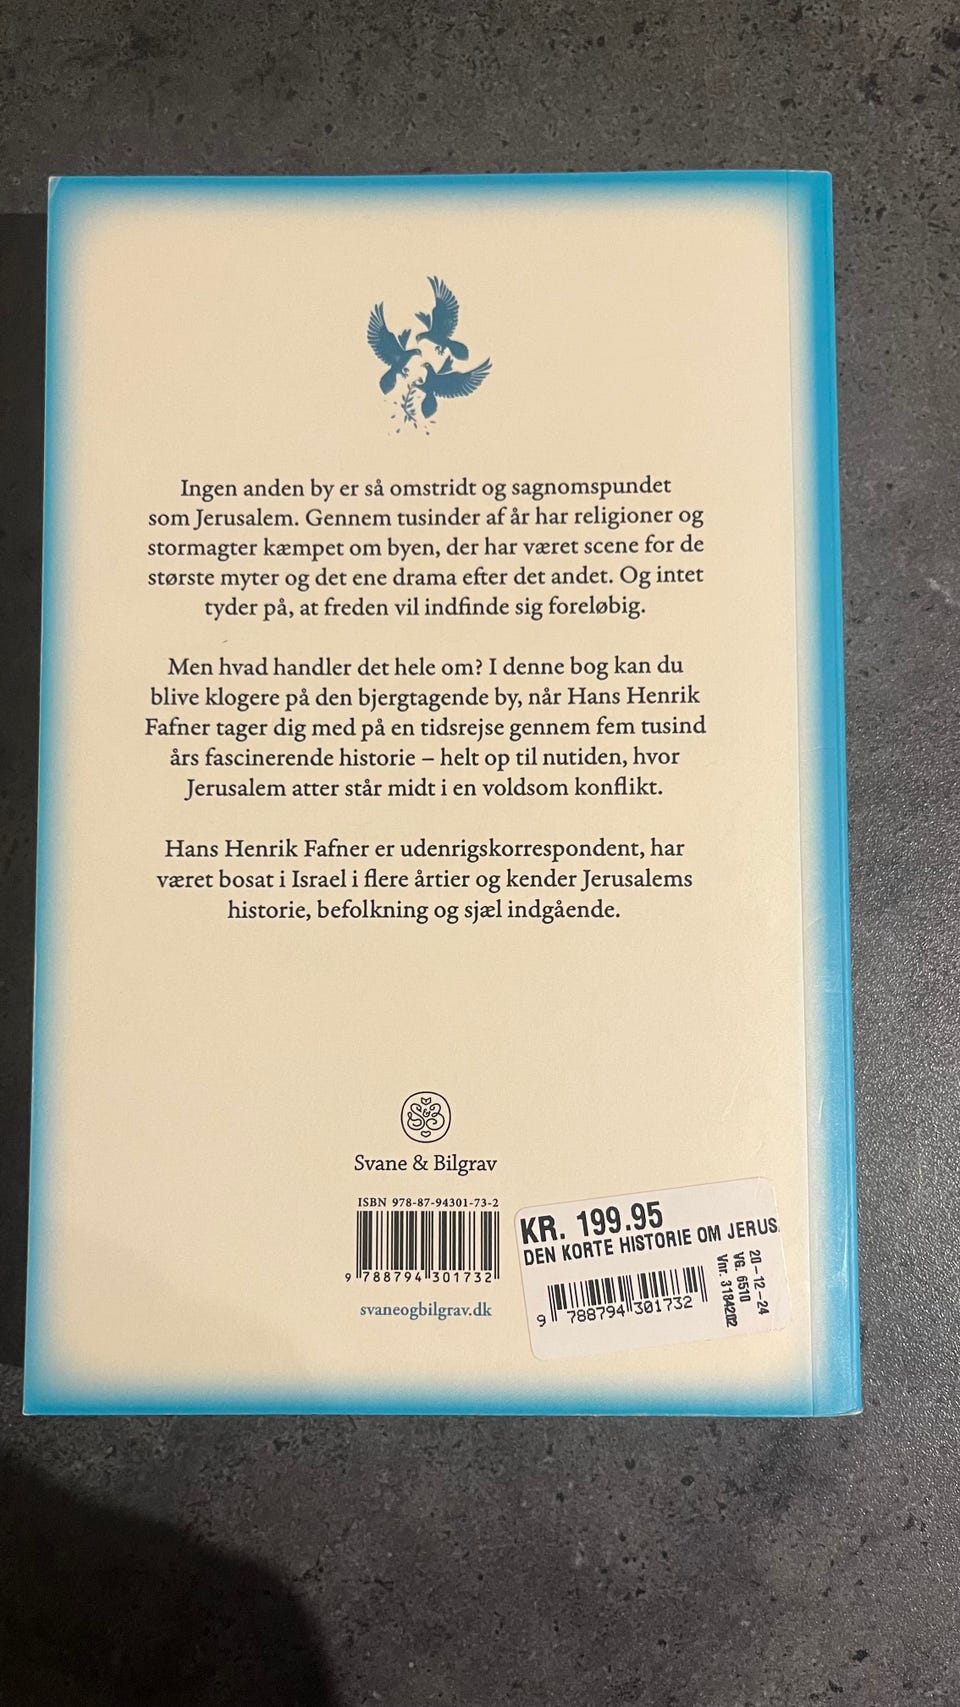 Ingen anden by er så omstridt og sagnomspundet
som Jerusalem. Gennem tusinder af år har religioner og
stormagter kæmpet om byen, der har været scene for de
største myter og det ene drama efter det andet. Og intet
tyder på, at freden vil indfinde sig foreløbig.
Men hvad handler det hele om? I denne bog kan du
blive klogere på den bjergtagende by, når Hans Henrik
Fafner tager dig med på en tidsrejse gennem fem tusind
års fascinerende historie – helt op til nutiden, hvor
Jerusalem atter står midt i en voldsom konflikt.
Hans Henrik Fafner er udenrigskorrespondent, har
været bosat i Israel i flere årtier og kender Jerusalems
historie, befolkning og sjæl indgående.
S&B
Svane & Bilgrav
ISBN 978-87-94301-73-2
9 788794 301732
svaneogbilgrav.dk
KR. 199.95
DEN KORTE HISTORIE OM JERUS
9 788794 301732
20-12-24
VG. 6510
Vnr. 3184202